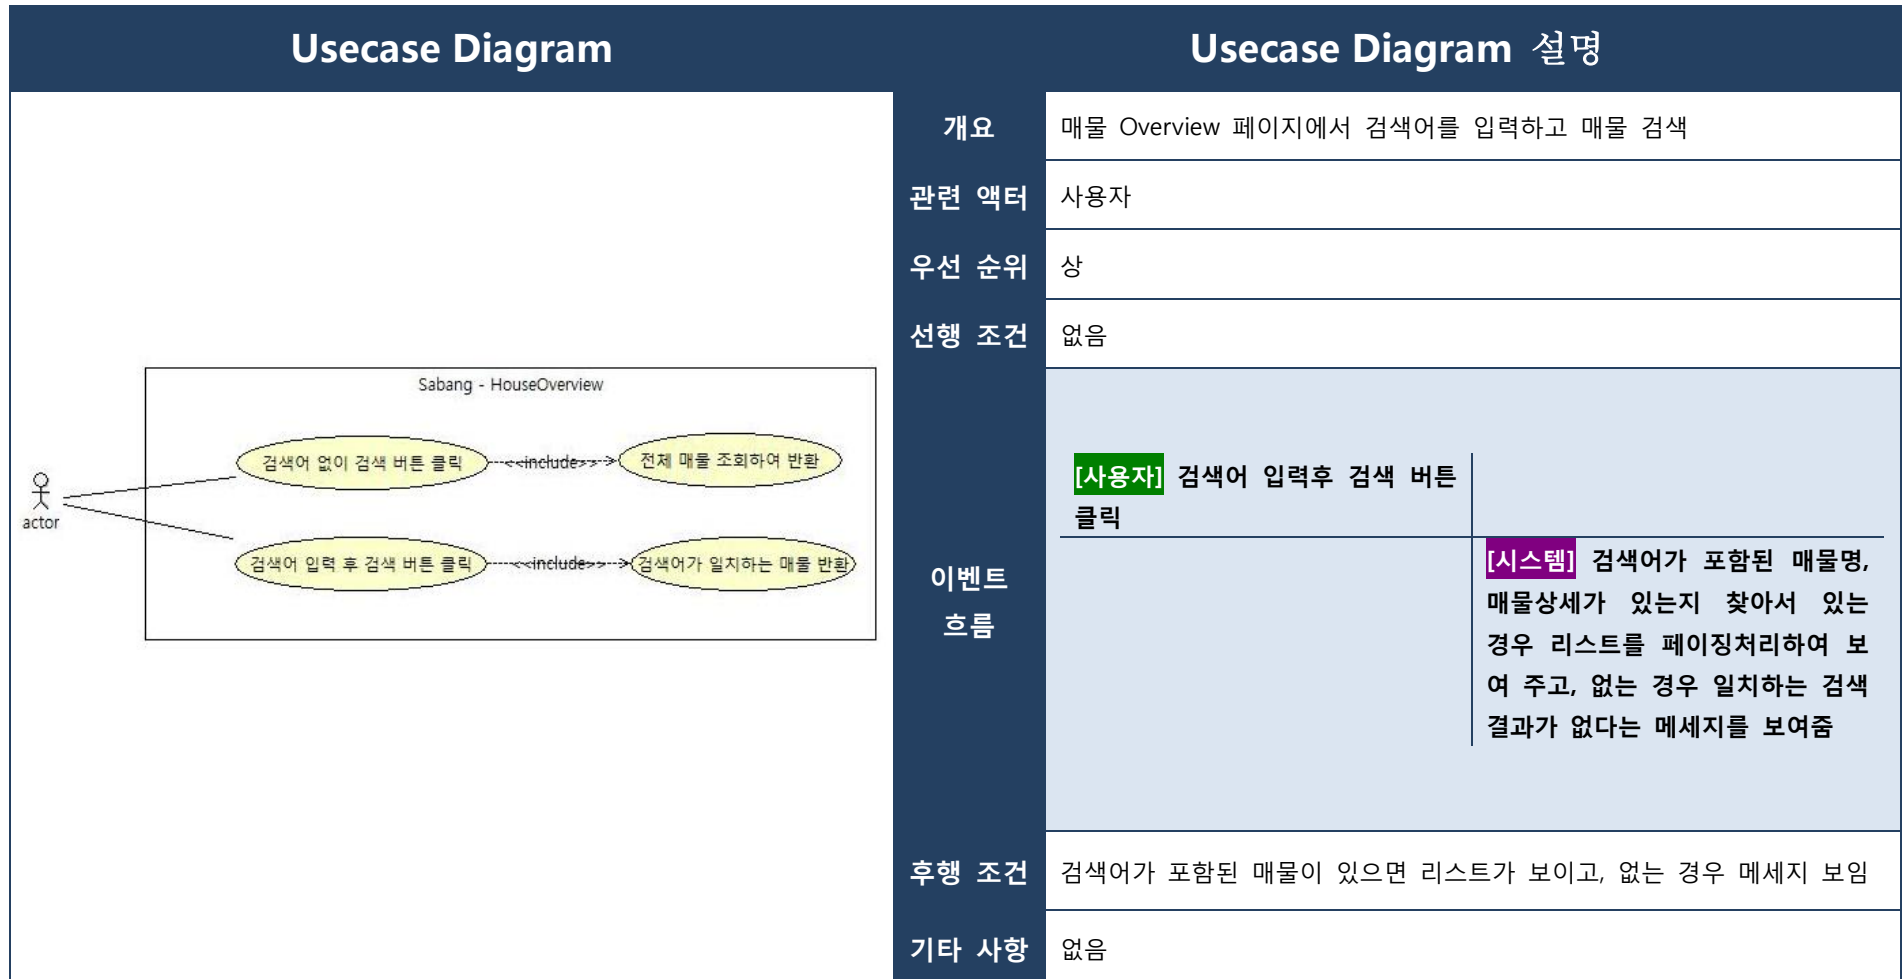 Usecase Diagram
Usecase Diagram 설명
Sabang - HouseOverview
검색어 없이 검색 버튼 클릭
<<include>>
전체 매물 조회하여 반환
actor
검색어 입력 후 검색 버튼 클릭
<<include>>
검색어가 일치하는 매물 반환
개요
매물 Overview 페이지에서 검색어를 입력하고 매물 검색
관련 액터
사용자
우선 순위
상
선행 조건
없음
이벤트
흐름
[사용자] 검색어 입력후 검색 버튼
클릭
[시스템] 검색어가 포함된 매물명,
매물상세가 있는지 찾아서 있는
경우 리스트를 페이징처리하여 보
여 주고, 없는 경우 일치하는 검색
결과가 없다는 메세지를 보여줌
후행 조건
검색어가 포함된 매물이 있으면 리스트가 보이고, 없는 경우 메세지 보임
기타 사항
없음